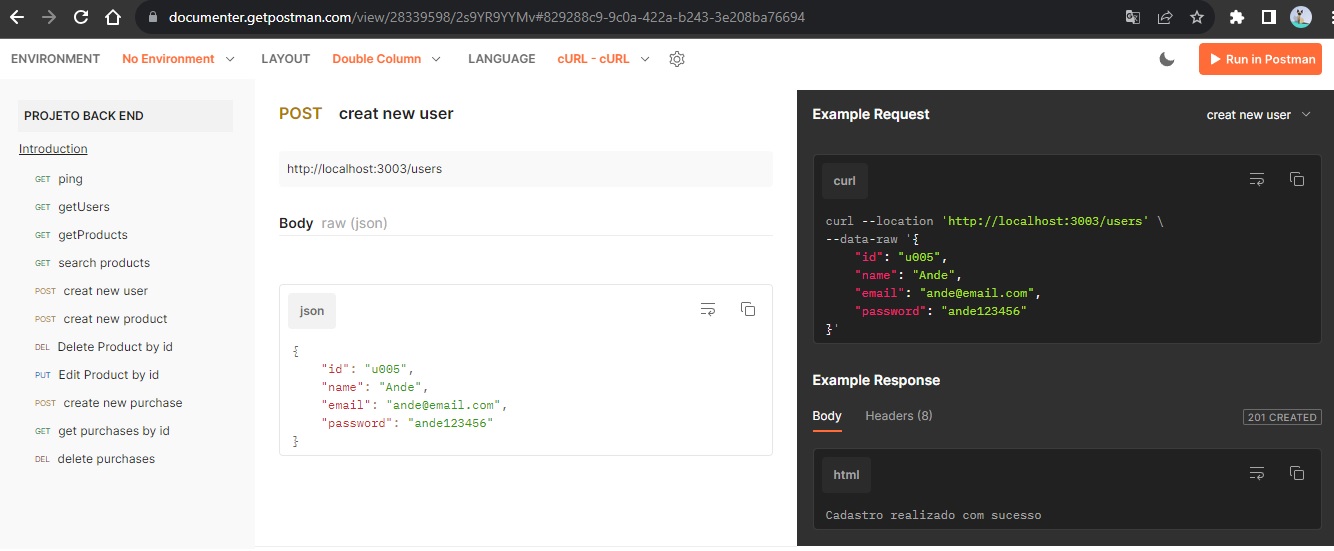 documenter.getpostman.com/view/28339598/2s9YR9YYMv#829288c9-9c0a-422a-b243-3e208ba76694
ENVIRONMENT No Environment LAYOUT Double Column LANGUAGE cURL - cURL Run in Postman
PROJETO BACK END
Introduction
GET ping
GET getUsers
GET getProducts
GET search products
POST creat new user
POST creat new product
DEL Delete Product by id
PUT Edit Product by id
POST create new purchase
GET get purchases by id
DEL delete purchases
POST creat new user
http://localhost:3003/users
Body raw (json)
json
{
"id": "u005",
"name": "Ande",
"email": "ande@email.com",
"password": "ande123456"
}
Example Request creat new user
curl
curl --location 'http://localhost:3003/users' \
--data-raw '{
"id": "u005",
"name": "Ande",
"email": "ande@email.com",
"password": "ande123456"
}'
Example Response
Body Headers (8) 201 CREATED
html
Cadastro realizado com sucesso